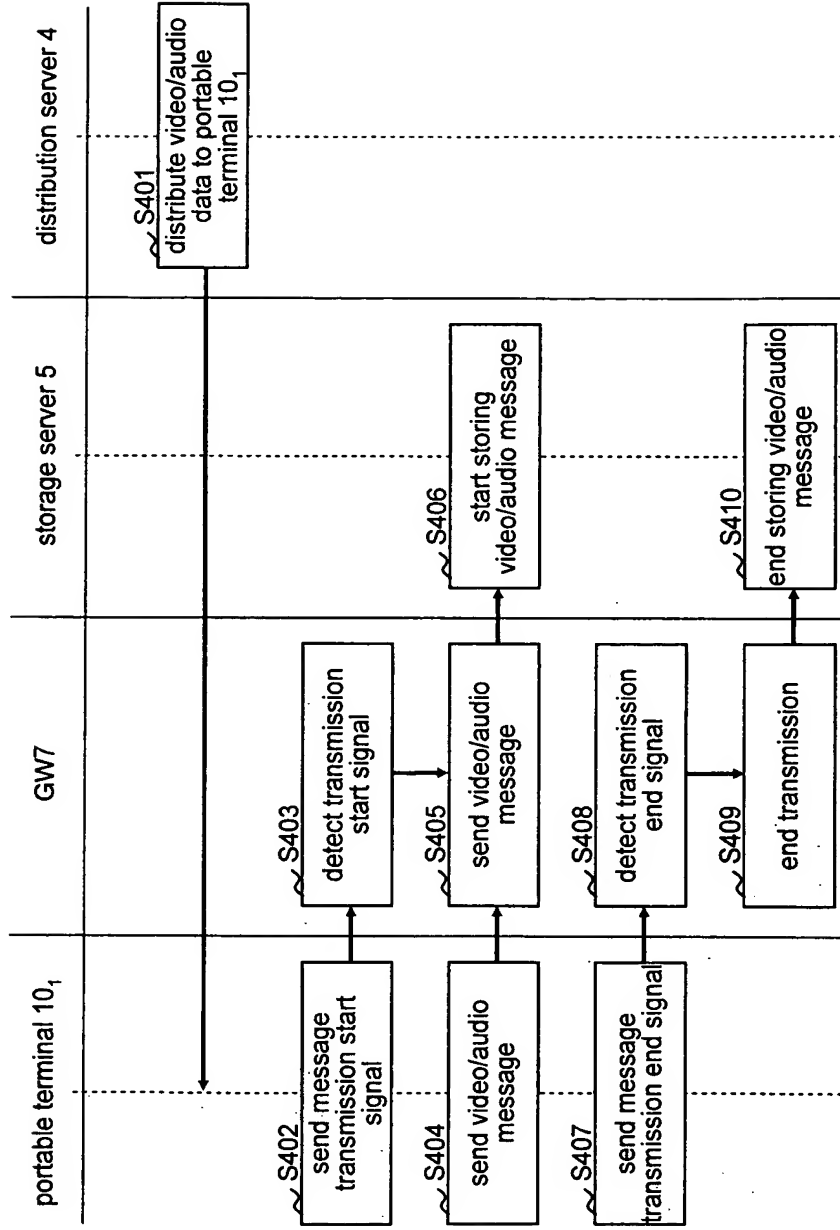 portable terminal 10₁
GW7
storage server 5
distribution server 4
S401
distribute video/audio
data to portable
terminal 10₁
S402
send message
transmission start
signal
S403
detect transmission
start signal
S404
send video/audio
message
S405
send video/audio
message
S406
start storing
video/audio message
S407
send message
transmission end signal
S408
detect transmission
end signal
S409
end transmission
S410
end storing video/audio
message